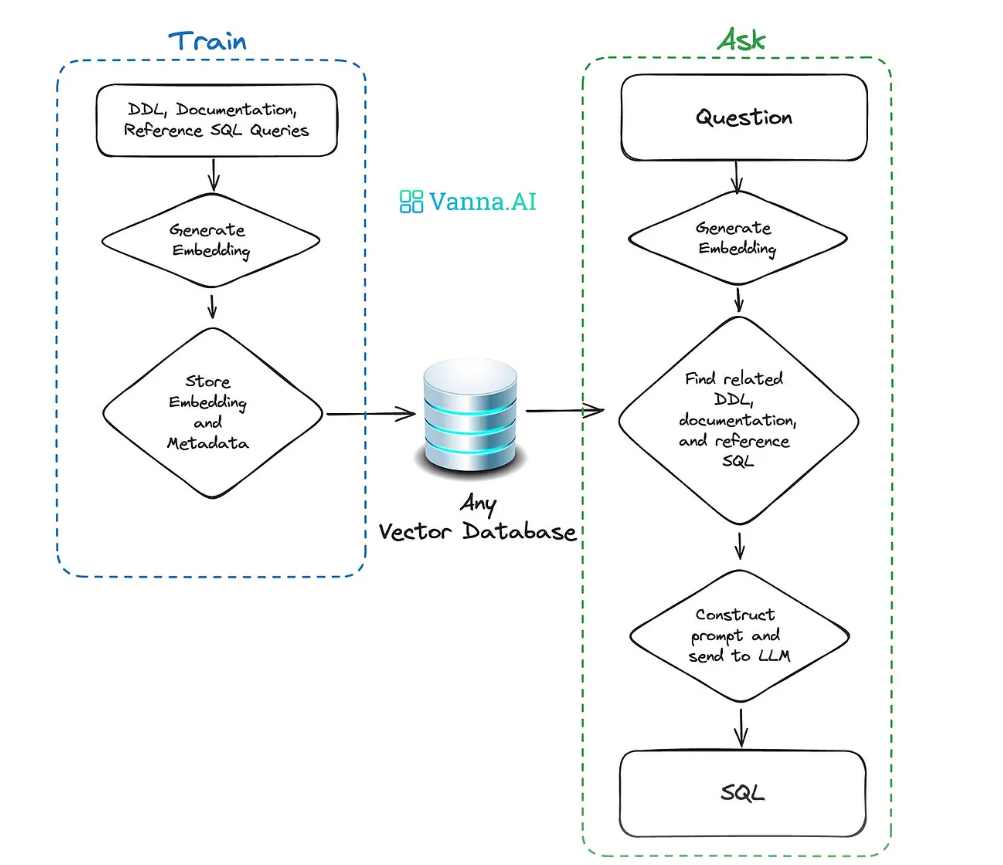 Train
DDL, Documentation,
Reference SQL Queries
Generate
Embedding
Store
Embedding
and
Metadata
Vanna.AI
Any
Vector Database
Ask
Question
Generate
Embedding
Find related
DDL,
documentation,
and reference
SQL
Construct
prompt and
send to LLM
SQL